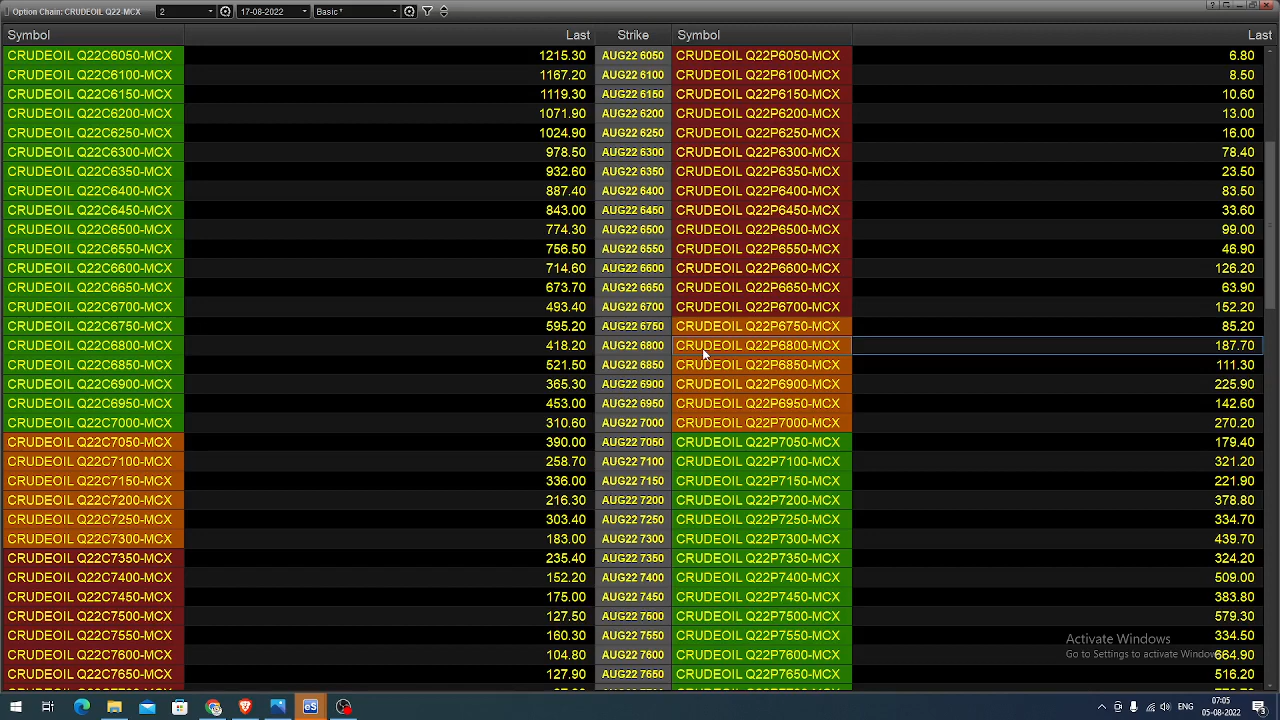 Option Chain: CRUDEOIL Q22-MCX 2 17-08-2022 Basic *
Symbol Last Strike Symbol Last
CRUDEOIL Q22C6050-MCX 1215.30 AUG22 6050 CRUDEOIL Q22P6050-MCX 6.80
CRUDEOIL Q22C6100-MCX 1167.20 AUG22 6100 CRUDEOIL Q22P6100-MCX 8.50
CRUDEOIL Q22C6150-MCX 1119.30 AUG22 6150 CRUDEOIL Q22P6150-MCX 10.60
CRUDEOIL Q22C6200-MCX 1071.90 AUG22 6200 CRUDEOIL Q22P6200-MCX 13.00
CRUDEOIL Q22C6250-MCX 1024.90 AUG22 6250 CRUDEOIL Q22P6250-MCX 16.00
CRUDEOIL Q22C6300-MCX 978.50 AUG22 6300 CRUDEOIL Q22P6300-MCX 78.40
CRUDEOIL Q22C6350-MCX 932.60 AUG22 6350 CRUDEOIL Q22P6350-MCX 23.50
CRUDEOIL Q22C6400-MCX 887.40 AUG22 6400 CRUDEOIL Q22P6400-MCX 83.50
CRUDEOIL Q22C6450-MCX 843.00 AUG22 6450 CRUDEOIL Q22P6450-MCX 33.60
CRUDEOIL Q22C6500-MCX 774.30 AUG22 6500 CRUDEOIL Q22P6500-MCX 99.00
CRUDEOIL Q22C6550-MCX 756.50 AUG22 6550 CRUDEOIL Q22P6550-MCX 46.90
CRUDEOIL Q22C6600-MCX 714.60 AUG22 6600 CRUDEOIL Q22P6600-MCX 126.20
CRUDEOIL Q22C6650-MCX 673.70 AUG22 6650 CRUDEOIL Q22P6650-MCX 63.90
CRUDEOIL Q22C6700-MCX 493.40 AUG22 6700 CRUDEOIL Q22P6700-MCX 152.20
CRUDEOIL Q22C6750-MCX 595.20 AUG22 6750 CRUDEOIL Q22P6750-MCX 85.20
CRUDEOIL Q22C6800-MCX 418.20 AUG22 6800 CRUDEOIL Q22P6800-MCX 187.70
CRUDEOIL Q22C6850-MCX 521.50 AUG22 6850 CRUDEOIL Q22P6850-MCX 111.30
CRUDEOIL Q22C6900-MCX 365.30 AUG22 6900 CRUDEOIL Q22P6900-MCX 225.90
CRUDEOIL Q22C6950-MCX 453.00 AUG22 6950 CRUDEOIL Q22P6950-MCX 142.60
CRUDEOIL Q22C7000-MCX 310.60 AUG22 7000 CRUDEOIL Q22P7000-MCX 270.20
CRUDEOIL Q22C7050-MCX 390.00 AUG22 7050 CRUDEOIL Q22P7050-MCX 179.40
CRUDEOIL Q22C7100-MCX 258.70 AUG22 7100 CRUDEOIL Q22P7100-MCX 321.20
CRUDEOIL Q22C7150-MCX 336.00 AUG22 7150 CRUDEOIL Q22P7150-MCX 221.90
CRUDEOIL Q22C7200-MCX 216.30 AUG22 7200 CRUDEOIL Q22P7200-MCX 378.80
CRUDEOIL Q22C7250-MCX 303.40 AUG22 7250 CRUDEOIL Q22P7250-MCX 334.70
CRUDEOIL Q22C7300-MCX 183.00 AUG22 7300 CRUDEOIL Q22P7300-MCX 439.70
CRUDEOIL Q22C7350-MCX 235.40 AUG22 7350 CRUDEOIL Q22P7350-MCX 324.20
CRUDEOIL Q22C7400-MCX 152.20 AUG22 7400 CRUDEOIL Q22P7400-MCX 509.00
CRUDEOIL Q22C7450-MCX 175.00 AUG22 7450 CRUDEOIL Q22P7450-MCX 383.80
CRUDEOIL Q22C7500-MCX 127.50 AUG22 7500 CRUDEOIL Q22P7500-MCX 579.30
CRUDEOIL Q22C7550-MCX 160.30 AUG22 7550 CRUDEOIL Q22P7550-MCX 334.50
Activate Windows
CRUDEOIL Q22C7600-MCX 104.80 AUG22 7600 CRUDEOIL Q22P7600-MCX 664.90
Go to Settings to activate Windows
CRUDEOIL Q22C7650-MCX 127.90 AUG22 7650 CRUDEOIL Q22P7650-MCX 516.20
eS ENG 07:05
05-08-2022